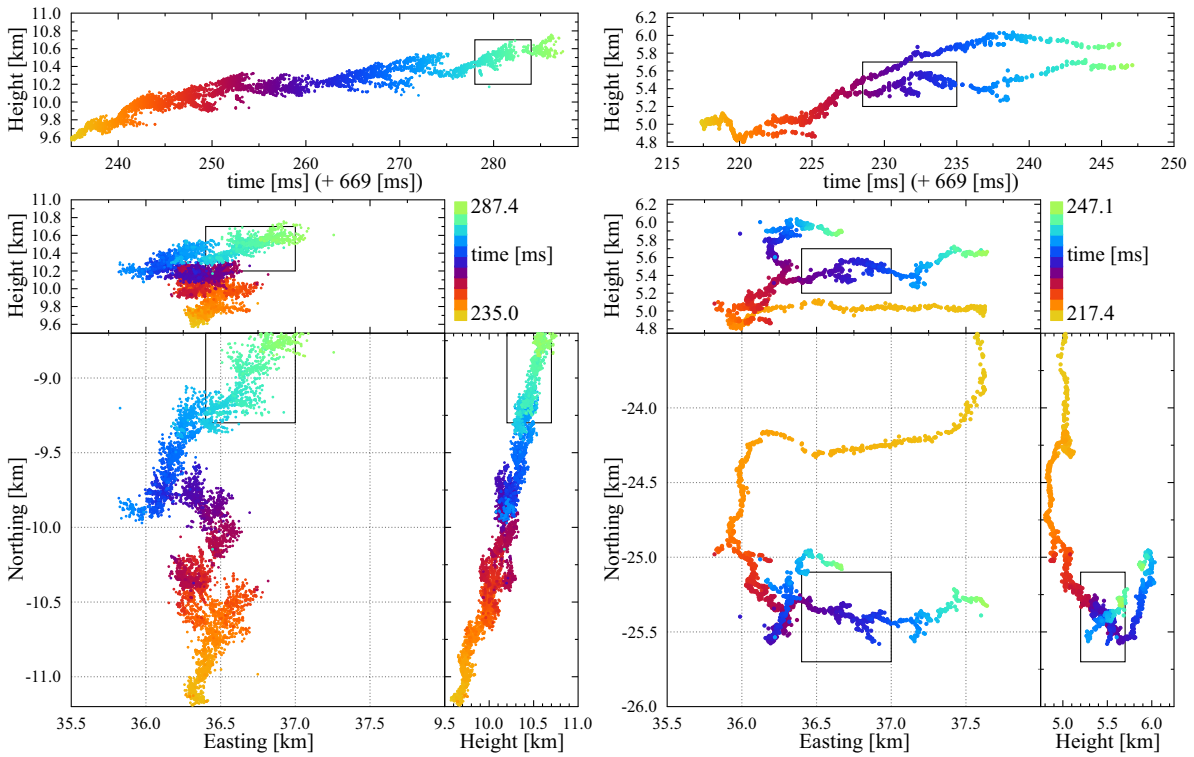 11.0
10.8
10.6
10.4
10.2
10.0
9.8
9.6
Height [km]
240 250 260 270 280
time [ms] (+ 669 [ms])
6.2
6.0
5.8
5.6
5.4
5.2
5.0
4.8
Height [km]
215 220 225 230 235 240 245 250
time [ms] (+ 669 [ms])
11.0
10.8
10.6
10.4
10.2
10.0
9.8
9.6
Height [km]
287.4
time [ms]
235.0
6.2
6.0
5.8
5.6
5.4
5.2
5.0
4.8
Height [km]
247.1
time [ms]
217.4
-9.0
-9.5
-10.0
-10.5
-11.0
Northing [km]
35.5 36.0 36.5 37.0 37.5
Easting [km]
9.5 10.0 10.5 11.0
Height [km]
-24.0
-24.5
-25.0
-25.5
-26.0
Northing [km]
35.5 36.0 36.5 37.0 37.5
Easting [km]
5.0 5.5 6.0
Height [km]